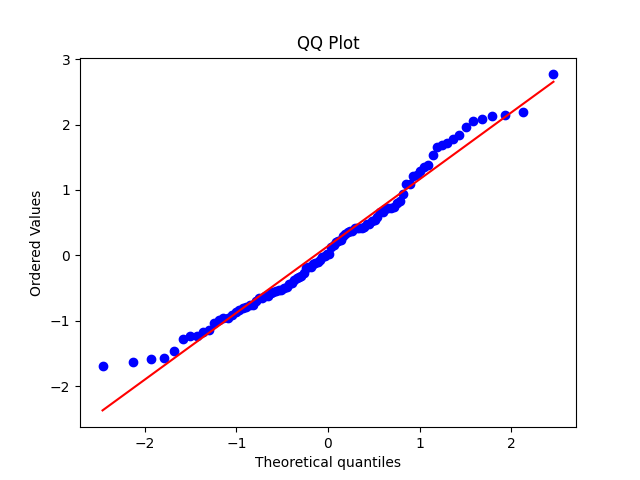 QQ Plot
3
2
1
0
−1
−2
Ordered Values
−2 −1 0 1 2
Theoretical quantiles